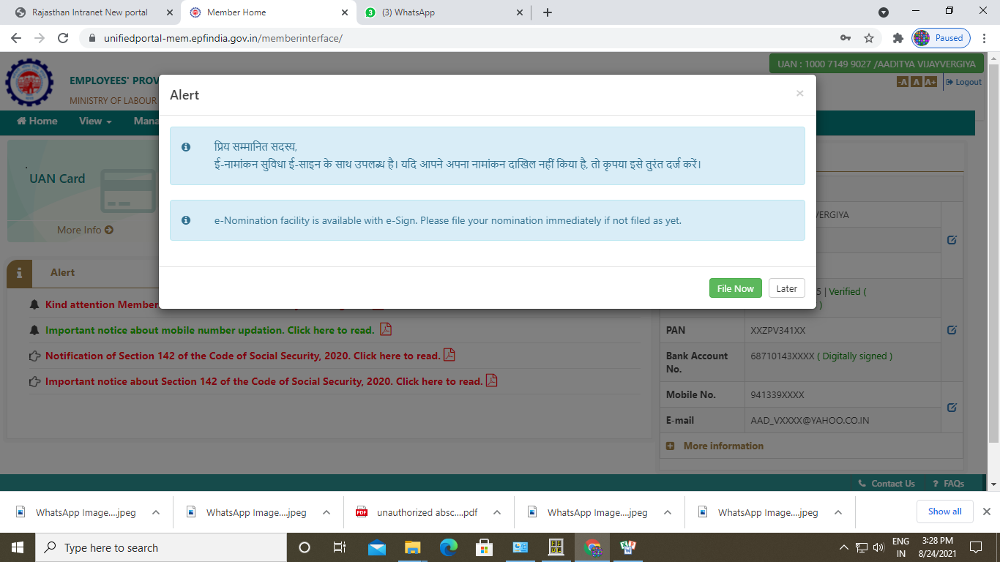 Rajasthan Intranet New portal
Member Home
(3) WhatsApp
unifiedportal-mem.epfindia.gov.in/memberinterface/
Paused
UAN : 1000 7149 9027 /AADITYA VIJAYVERGIYA
EMPLOYEES' PROV
MINISTRY OF LABOUR
-A A A+
Logout
Home View Mana
UAN Card
More Info
Alert
प्रिय सम्मानित सदस्य,
ई-नामांकन सुविधा ई-साइन के साथ उपलब्ध है। यदि आपने अपना नामांकन दाखिल नहीं किया है, तो कृपया इसे तुरंत दर्ज करें।
e-Nomination facility is available with e-Sign. Please file your nomination immediately if not filed as yet.
File Now
Later
Alert
Kind attention Member
Important notice about mobile number updation. Click here to read.
Notification of Section 142 of the Code of Social Security, 2020. Click here to read.
Important notice about Section 142 of the Code of Social Security, 2020. Click here to read.
VERGIYA
5 | Verified (
)
PAN XXZPV341XX
Bank Account No. 68710143XXXX ( Digitally signed )
Mobile No. 941339XXXX
E-mail AAD_VXXXX@YAHOO.CO.IN
More information
Contact Us
? FAQs
WhatsApp Image....jpeg
WhatsApp Image....jpeg
PDF
unauthorized absc....pdf
WhatsApp Image....jpeg
WhatsApp Image....jpeg
Show all
Type here to search
ENG
IN
3:28 PM
8/24/2021